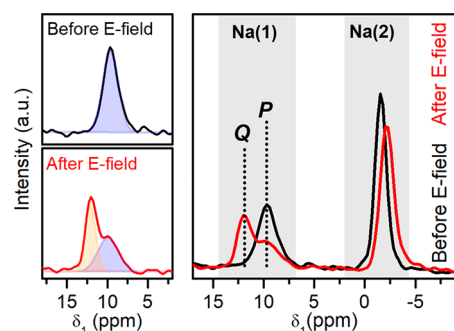 Before E-field
After E-field
Intensity (a.u.)
15 10 5
δ₁ (ppm)
Na(1) Na(2)
Q P
After E-field
Before E-field
15 10 5 0 -5
δ₁ (ppm)